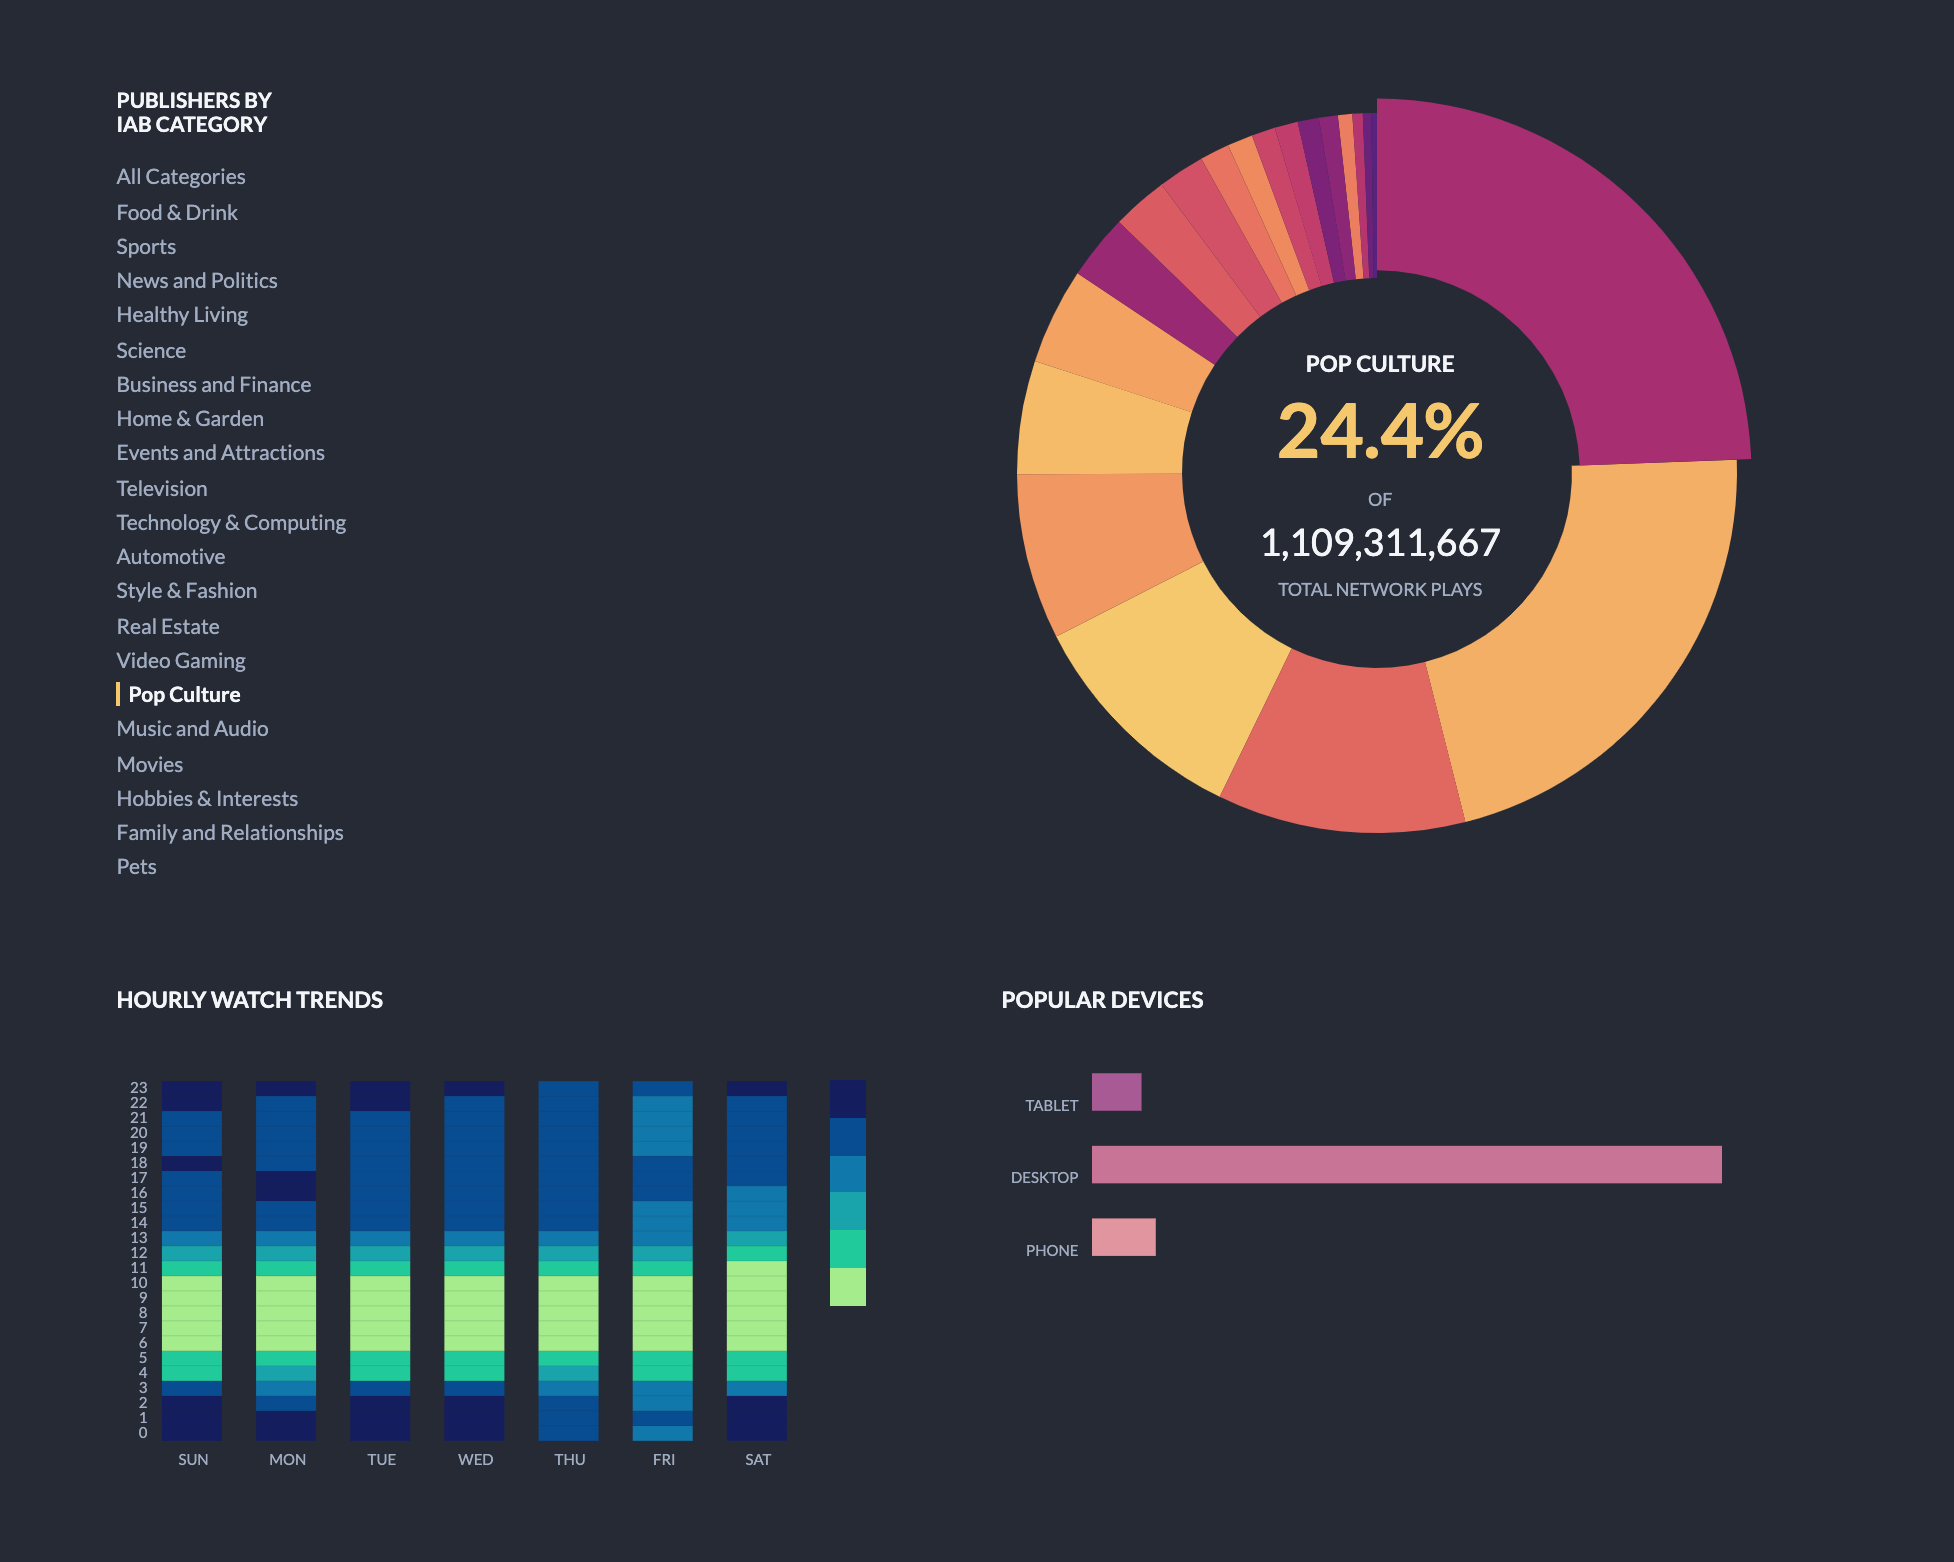 PUBLISHERS BY
IAB CATEGORY
All Categories
Food & Drink
Sports
News and Politics
Healthy Living
Science
Business and Finance
Home & Garden
Events and Attractions
Television
Technology & Computing
Automotive
Style & Fashion
Real Estate
Video Gaming
Pop Culture
Music and Audio
Movies
Hobbies & Interests
Family and Relationships
Pets
POP CULTURE
24.4%
OF
1,109,311,667
TOTAL NETWORK PLAYS
HOURLY WATCH TRENDS
23
22
21
20
19
18
17
16
15
14
13
12
11
10
9
8
7
6
5
4
3
2
1
0
SUN MON TUE WED THU FRI SAT
POPULAR DEVICES
TABLET
DESKTOP
PHONE